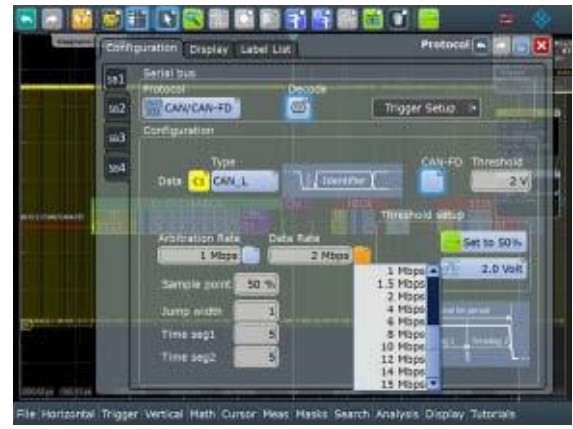 Configuration Display Label List Protocol
SB1
SB2
SB3
SB4
Serial bus
Protocol Decode
CAN/CAN-FD Trigger Setup
Configuration
Type CAN-FD Threshold
Data C1 CAN_L Identifier 2 V
Threshold setup
Arbitration Rate Data Rate Set to 50%
1 Mbps 2 Mbps 2.0 Volt
Sample point 50 %
Jump width 1
Time seg1 5
Time seg2 5
1 Mbps
1.5 Mbps
2 Mbps
4 Mbps
6 Mbps
8 Mbps
10 Mbps
12 Mbps
14 Mbps
15 Mbps
File Horizontal Trigger Vertical Math Cursor Meas Masks Search Analysis Display Tutorials